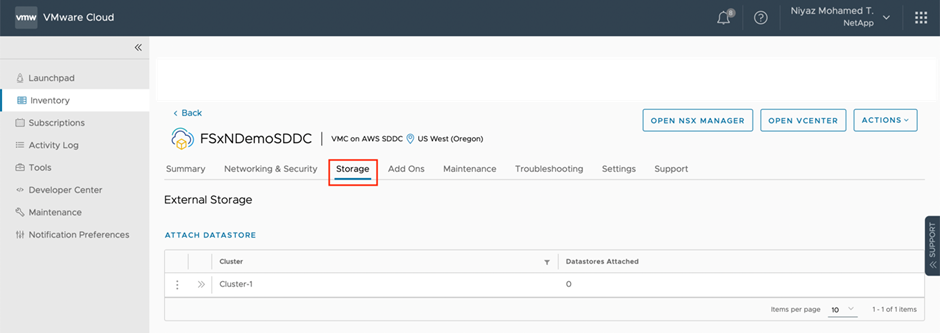 vmw VMware Cloud
Niyaz Mohamed T.
NetApp
Launchpad
Inventory
Subscriptions
Activity Log
Tools
Developer Center
Maintenance
Notification Preferences
Back
FSxNDemoSDDC
VMC on AWS SDDC
US West (Oregon)
OPEN NSX MANAGER
OPEN VCENTER
ACTIONS
Summary Networking & Security Storage Add Ons Maintenance Troubleshooting Settings Support
External Storage
ATTACH DATASTORE
Cluster Datastores Attached
Cluster-1 0
Items per page 10 1 - 1 of 1 items
SUPPORT